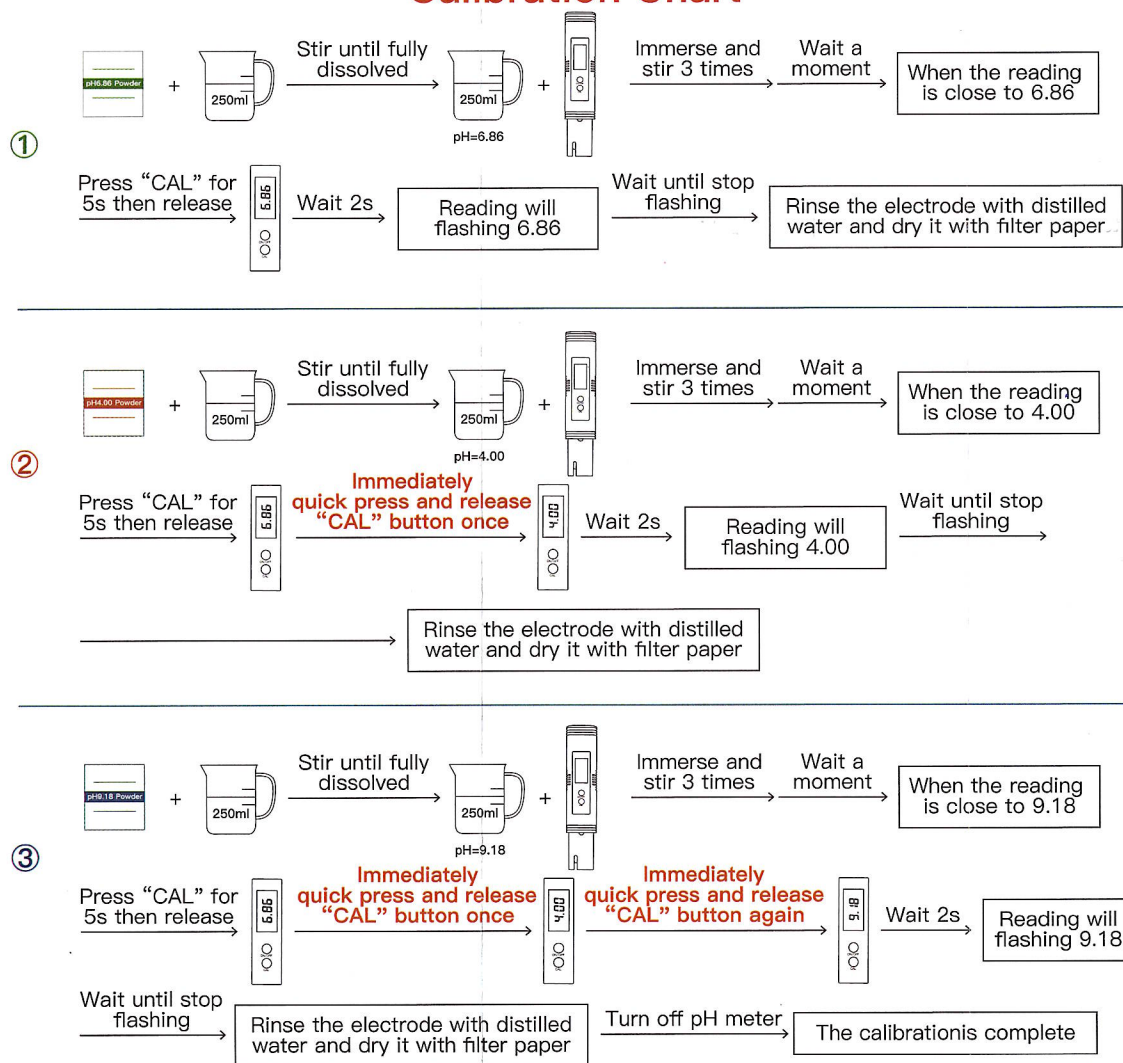 Calibration Chart
pH6.86 Powder
+
250ml
Stir until fully
dissolved
250ml
pH=6.86
+
Immerse and
stir 3 times
Wait a
moment
When the reading
is close to 6.86
①
Press “CAL” for
5s then release
6.86
Wait 2s
Reading will
flashing 6.86
Wait until stop
flashing
Rinse the electrode with distilled
water and dry it with filter paper
pH4.00 Powder
+
250ml
Stir until fully
dissolved
250ml
pH=4.00
+
Immerse and
stir 3 times
Wait a
moment
When the reading
is close to 4.00
②
Press “CAL” for
5s then release
6.86
Immediately
quick press and release
“CAL” button once
4.00
Wait 2s
Reading will
flashing 4.00
Wait until stop
flashing
Rinse the electrode with distilled
water and dry it with filter paper
pH9.18 Powder
+
250ml
Stir until fully
dissolved
250ml
pH=9.18
+
Immerse and
stir 3 times
Wait a
moment
When the reading
is close to 9.18
③
Press “CAL” for
5s then release
6.86
Immediately
quick press and release
“CAL” button once
4.00
Immediately
quick press and release
“CAL” button again
9.18
Wait 2s
Reading will
flashing 9.18
Wait until stop
flashing
Rinse the electrode with distilled
water and dry it with filter paper
Turn off pH meter
The calibrationis complete